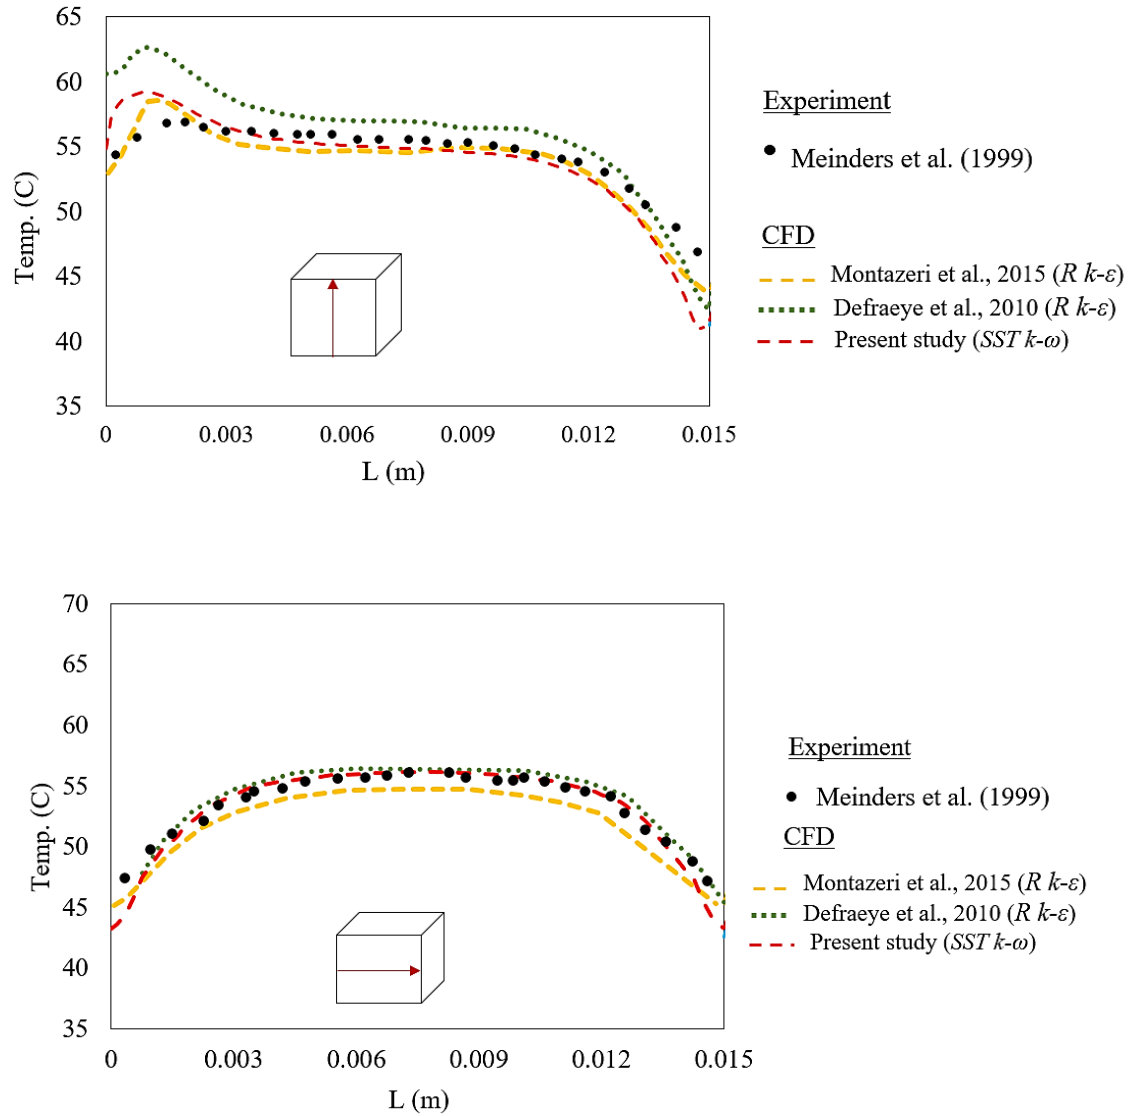 65
60
55
50
45
40
35
Temp. (C)
0
0.003
0.006
0.009
0.012
0.015
L (m)
Experiment
Meinders et al. (1999)
CFD
Montazeri et al., 2015 (R k-ε)
Defraeye et al., 2010 (R k-ε)
Present study (SST k-ω)
70
65
60
55
50
45
40
35
Temp. (C)
0
0.003
0.006
0.009
0.012
0.015
L (m)
Experiment
Meinders et al. (1999)
CFD
Montazeri et al., 2015 (R k-ε)
Defraeye et al., 2010 (R k-ε)
Present study (SST k-ω)